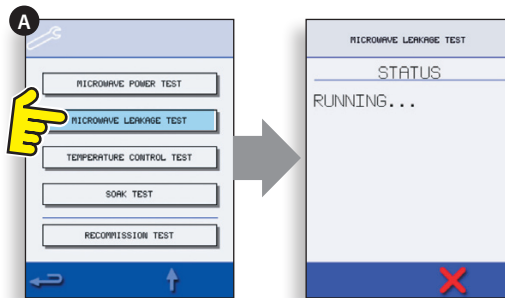 A
MICROWAVE POWER TEST
MICROWAVE LEAKAGE TEST
TEMPERATURE CONTROL TEST
SOAK TEST
RECOMMISSION TEST
MICROWAVE LEAKAGE TEST
STATUS
RUNNING...